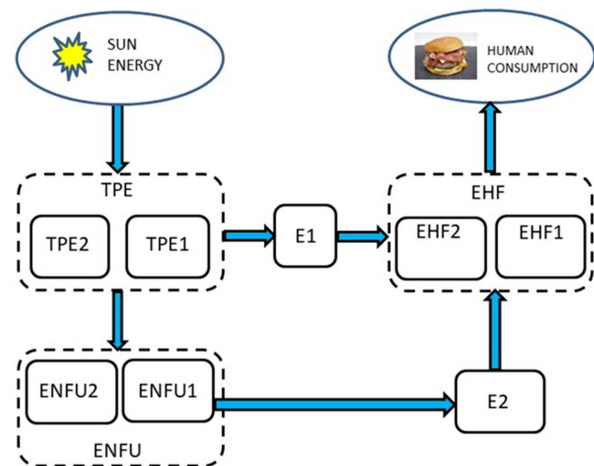 SUN
ENERGY
HUMAN
CONSUMPTION
TPE
TPE2
TPE1
E1
EHF
EHF2
EHF1
ENFU2
ENFU1
ENFU
E2